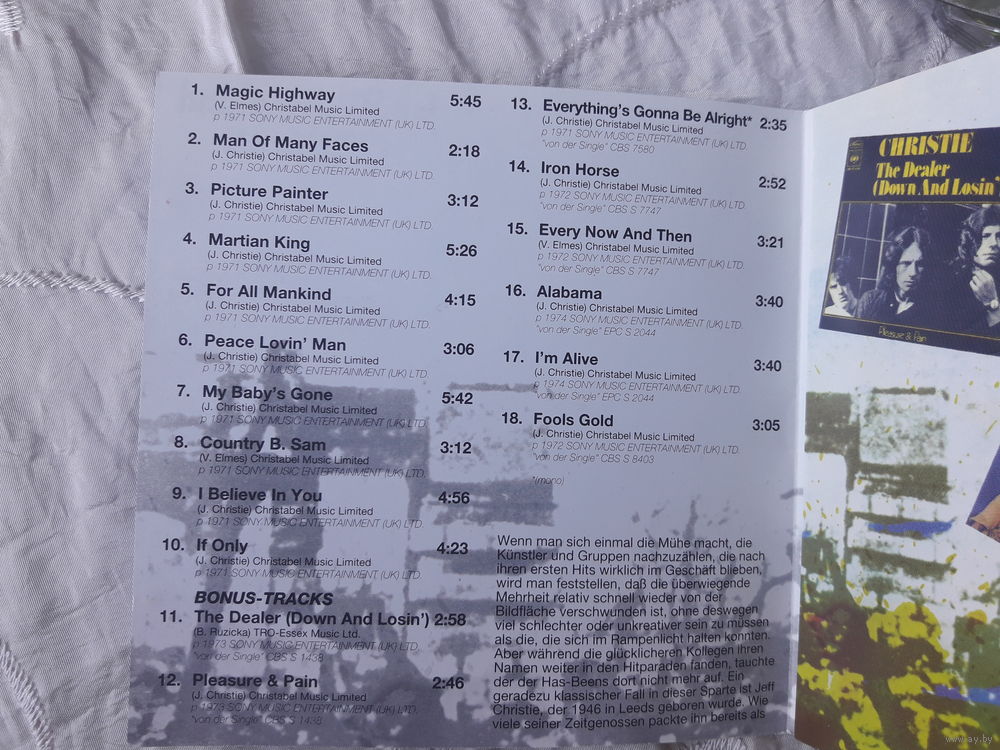 1. Magic Highway 5:45
(V. Elmes) Christabel Music Limited
p 1971 SONY MUSIC ENTERTAINMENT (UK) LTD.
2. Man Of Many Faces 2:18
(J. Christie) Christabel Music Limited
p 1971 SONY MUSIC ENTERTAINMENT (UK) LTD.
3. Picture Painter 3:12
(J. Christie) Christabel Music Limited
p 1971 SONY MUSIC ENTERTAINMENT (UK) LTD.
4. Martian King 5:26
(J. Christie) Christabel Music Limited
p 1971 SONY MUSIC ENTERTAINMENT (UK) LTD.
5. For All Mankind 4:15
(J. Christie) Christabel Music Limited
p 1971 SONY MUSIC ENTERTAINMENT (UK) LTD.
6. Peace Lovin' Man 3:06
(J. Christie) Christabel Music Limited
p 1971 SONY MUSIC ENTERTAINMENT (UK) LTD.
7. My Baby's Gone 5:42
(J. Christie) Christabel Music Limited
p 1971 SONY MUSIC ENTERTAINMENT (UK) LTD.
8. Country B. Sam 3:12
(V. Elmes) Christabel Music Limited
p 1971 SONY MUSIC ENTERTAINMENT (UK) LTD.
9. I Believe In You 4:56
(J. Christie) Christabel Music Limited
p 1971 SONY MUSIC ENTERTAINMENT (UK) LTD.
10. If Only 4:23
(J. Christie) Christabel Music Limited
p 1971 SONY MUSIC ENTERTAINMENT (UK) LTD.
BONUS-TRACKS
11. The Dealer (Down And Losin') 2:58
(B. Ruzicka) TRO-Essex Music Ltd.
p 1973 SONY MUSIC ENTERTAINMENT (UK) LTD.
"von der Single" CBS S 1438
12. Pleasure & Pain 2:46
(J. Christie) Christabel Music Limited
p 1973 SONY MUSIC ENTERTAINMENT (UK) LTD.
"von der Single" CBS S 1438
13. Everything's Gonna Be Alright* 2:35
(J. Christie) Christabel Music Limited
p 1971 SONY MUSIC ENTERTAINMENT (UK) LTD.
"von der Single" CBS 7580
14. Iron Horse 2:52
(J. Christie) Christabel Music Limited
p 1972 SONY MUSIC ENTERTAINMENT (UK) LTD.
"von der Single" CBS S 7747
15. Every Now And Then 3:21
(V. Elmes) Christabel Music Limited
p 1972 SONY MUSIC ENTERTAINMENT (UK) LTD.
"von der Single" CBS S 7747
16. Alabama 3:40
(J. Christie) Christabel Music Limited
p 1974 SONY MUSIC ENTERTAINMENT (UK) LTD.
"von der Single" EPC S 2044
17. I'm Alive 3:40
(J. Christie) Christabel Music Limited
p 1974 SONY MUSIC ENTERTAINMENT (UK) LTD.
"von der Single" EPC S 2044
18. Fools Gold 3:05
(J. Christie) Christabel Music Limited
p 1972 SONY MUSIC ENTERTAINMENT (UK) LTD.
"von der Single" CBS S 8403
*(mono)
Wenn man sich einmal die Mühe macht, die
Künstler und Gruppen nachzuzählen, die nach
ihren ersten Hits wirklich im Geschäft blieben,
wird man feststellen, daß die überwiegende
Mehrheit relativ schnell wieder von der
Bildfläche verschwunden ist, ohne deswegen
viel schlechter oder unkreativer sein zu müssen
als die, die sich im Rampenlicht halten konnten.
Aber während die glücklicheren Kollegen ihren
Namen weiter in den Hitparaden fanden, tauchte
der der Has-Beens dort nicht mehr auf. Ein
geradezu klassischer Fall in dieser Sparte ist Jeff
Christie, der 1946 in Leeds geboren wurde. Wie
viele seiner Zeitgenossen packte ihn bereits als
CHRISTIE
The Dealer
(Down And Losin'
Pleasure & Pain
www.ay.by